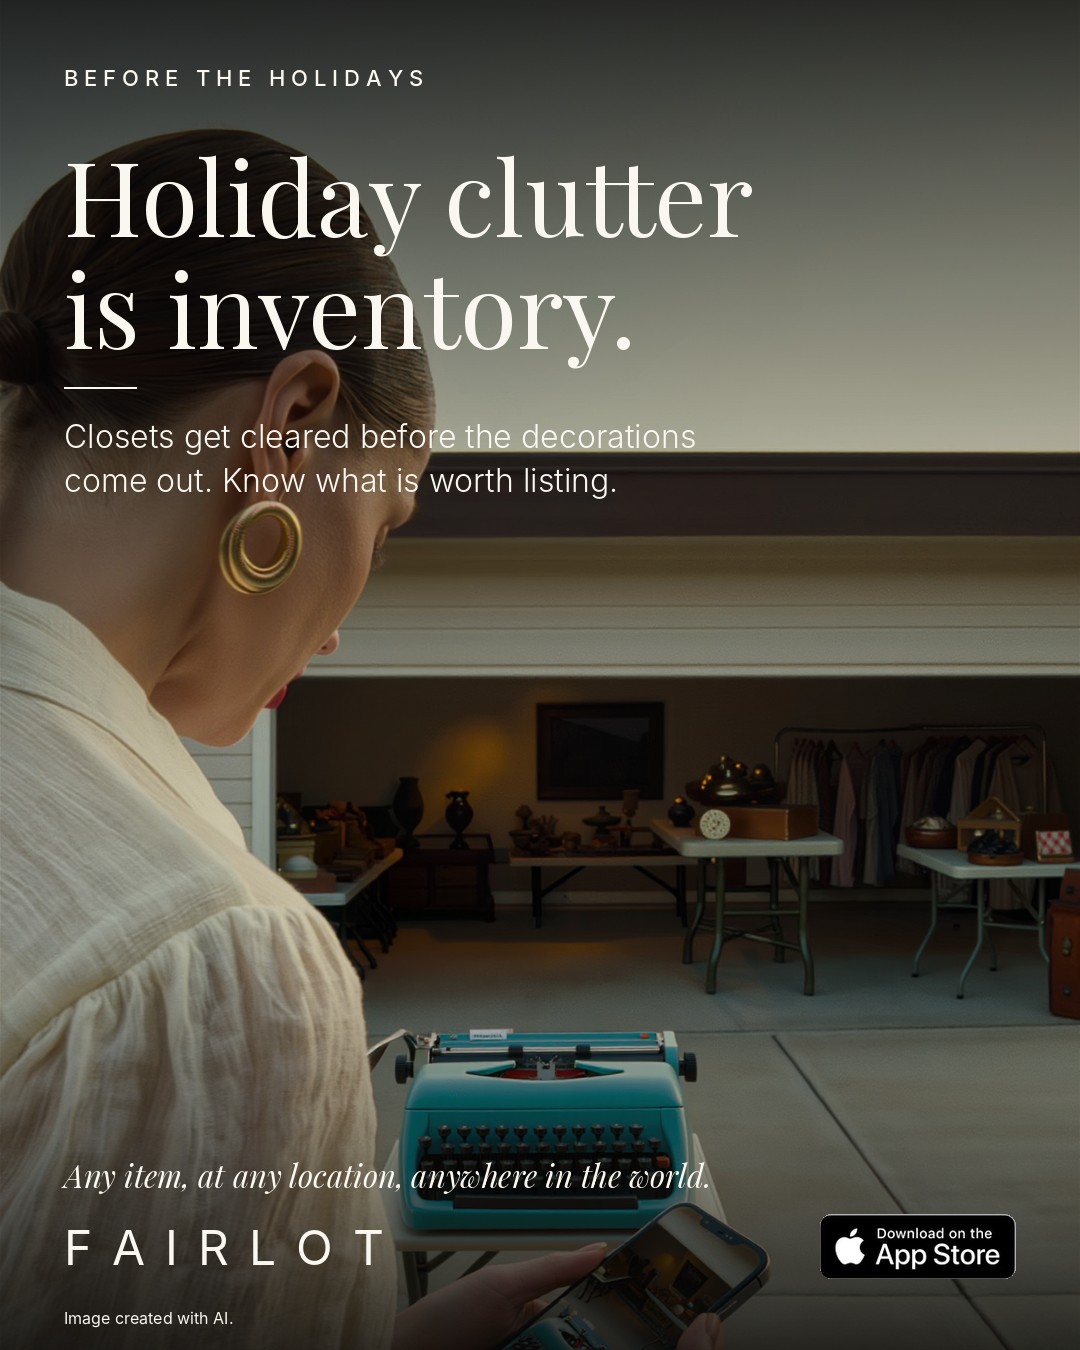 BEFORE THE HOLIDAYS
Holiday clutter
is inventory.
Closets get cleared before the decorations
come out. Know what is worth listing.
Any item, at any location, anywhere in the world.
FAIRLOT
Download on the
App Store
Image created with AI.